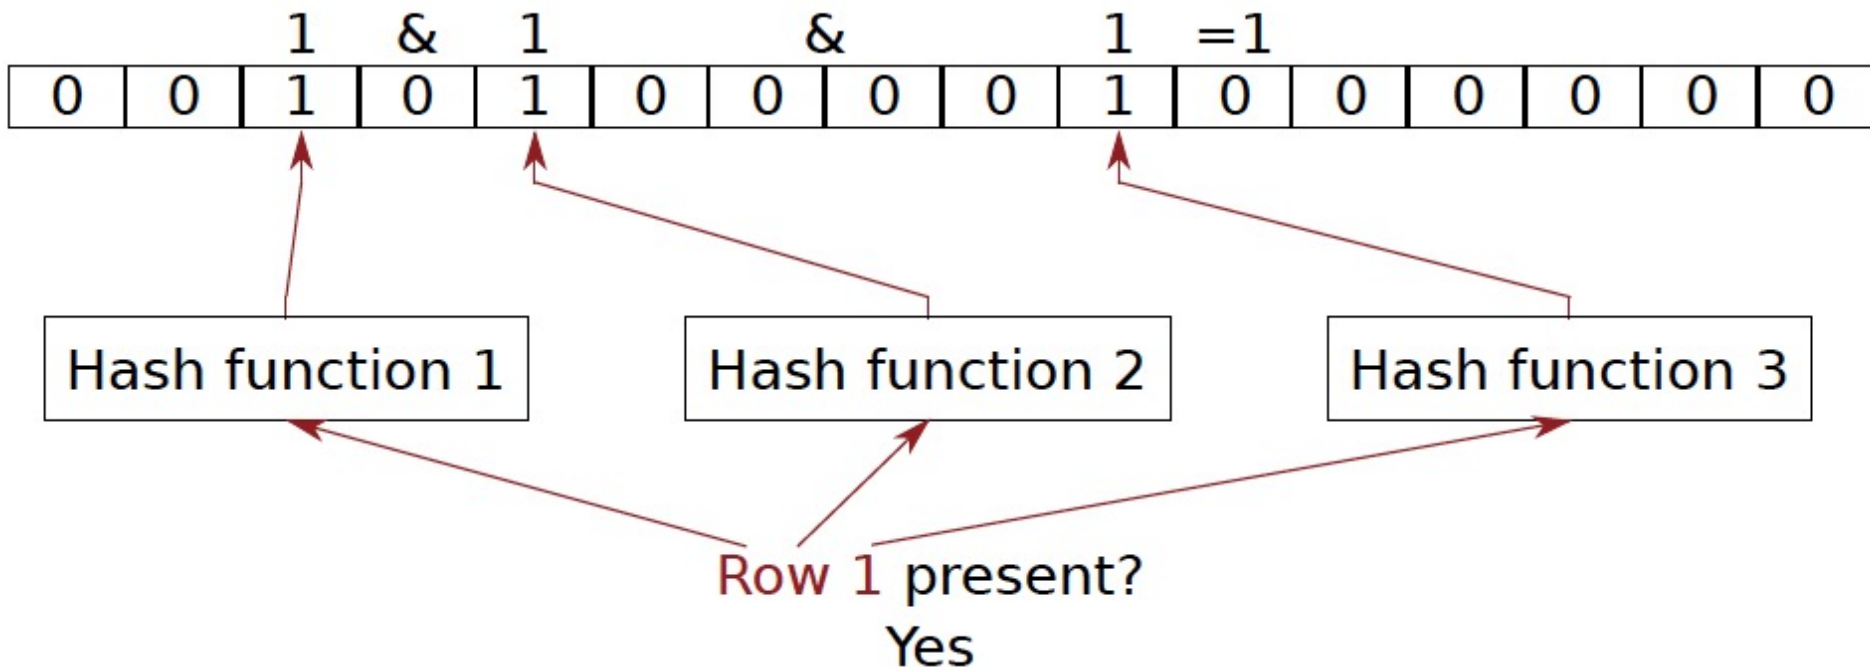 1 & 1 & 1 =1
0 0 1 0 1 0 0 0 0 1 0 0 0 0 0 0
Hash function 1 Hash function 2 Hash function 3
Row 1 present?
Yes